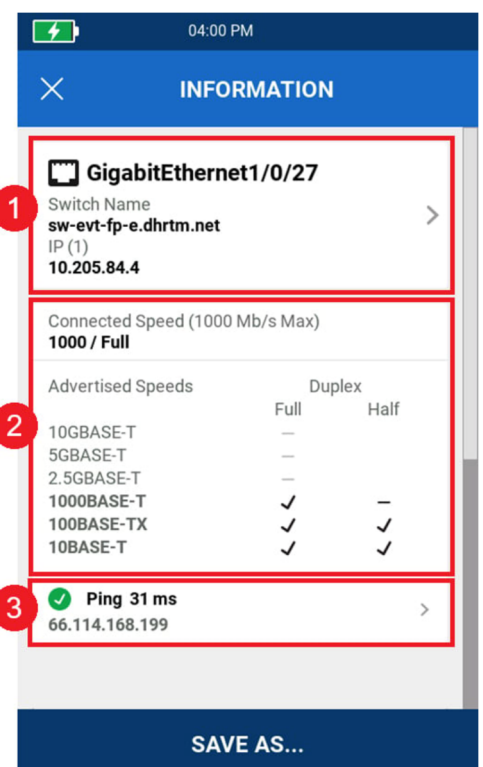 04:00 PM
INFORMATION
1
GigabitEthernet1/0/27
Switch Name
sw-evt-fp-e.dhrtm.net
IP (1)
10.205.84.4
2
Connected Speed (1000 Mb/s Max)
1000 / Full
Advertised Speeds Duplex
Full Half
10GBASE-T —
5GBASE-T —
2.5GBASE-T —
1000BASE-T ✓ —
100BASE-TX ✓ ✓
10BASE-T ✓ ✓
3
Ping 31 ms
66.114.168.199
SAVE AS...